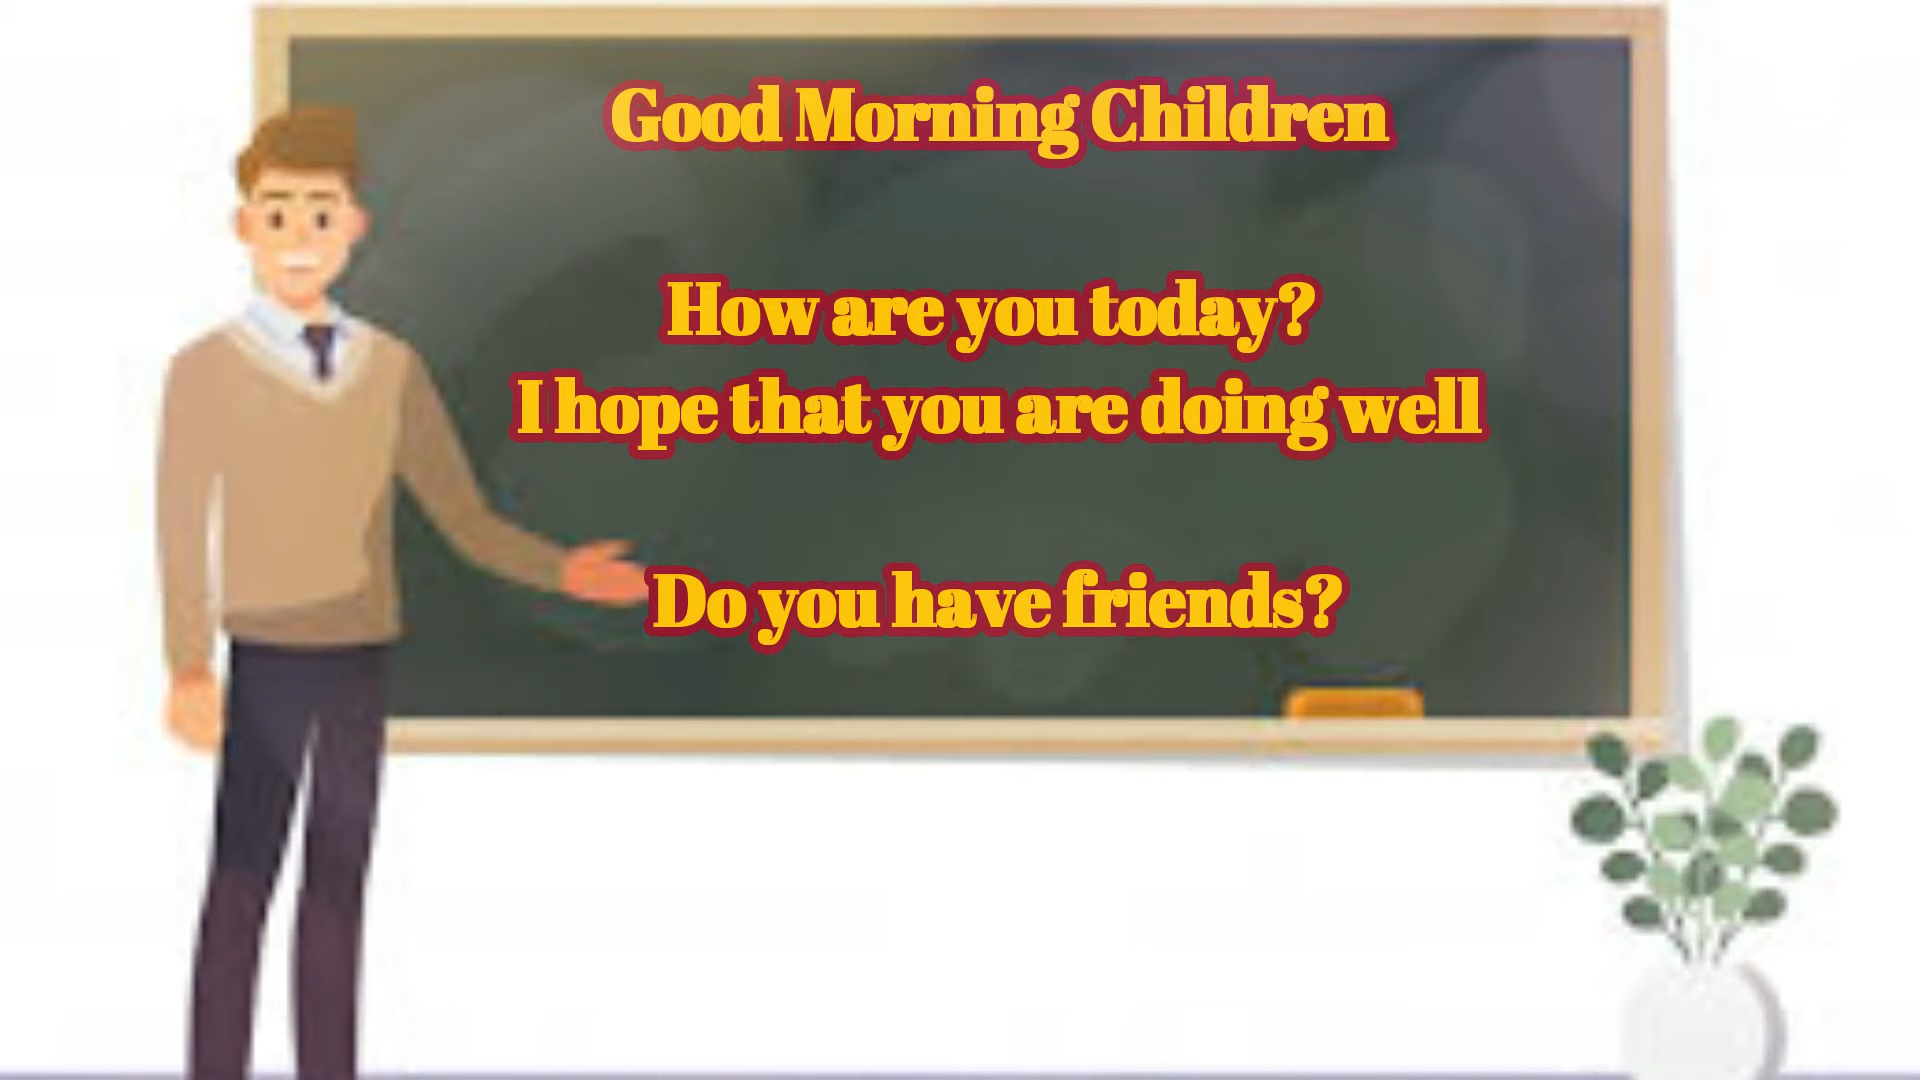 Good Morning Children
How are you today?
I hope that you are doing well
Do you have friends?